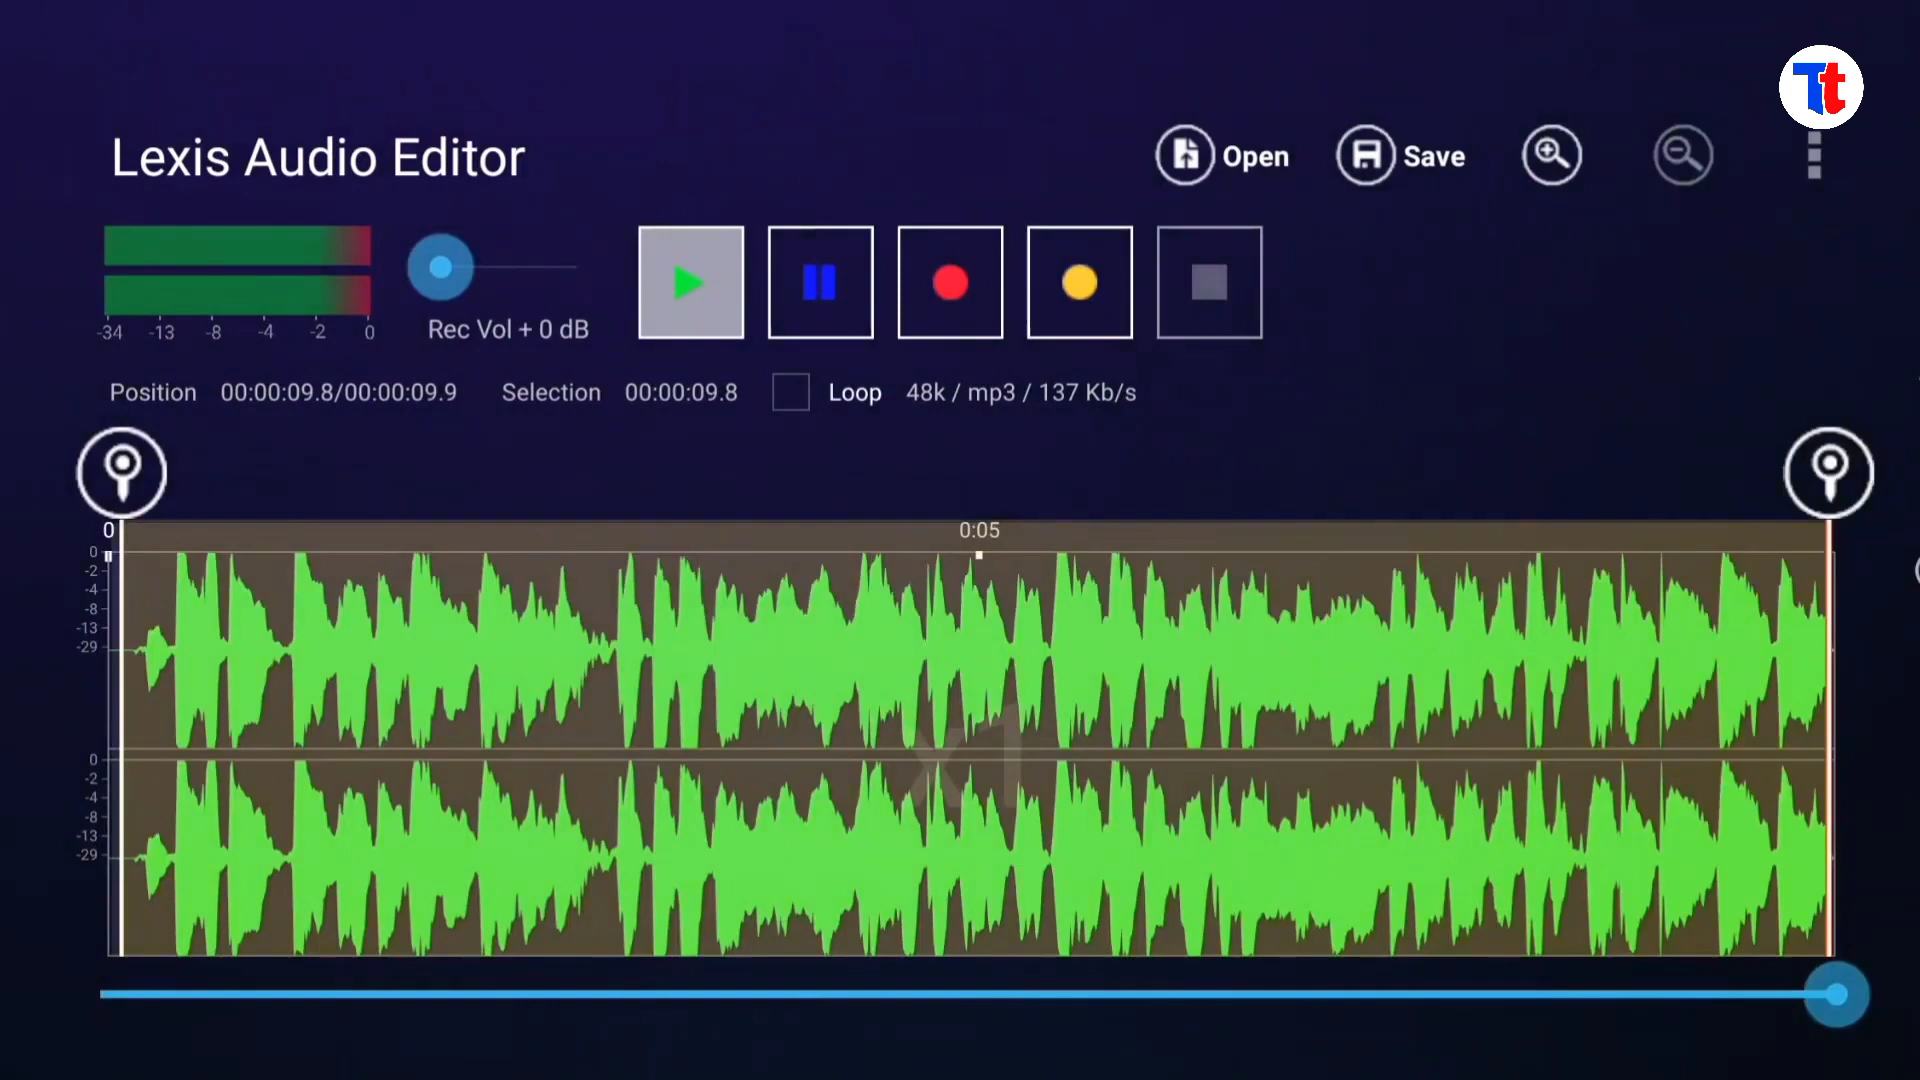 Tt
Lexis Audio Editor
Open
Save
-34 -13 -8 -4 -2 0
Rec Vol + 0 dB
Position 00:00:09.8/00:00:09.9 Selection 00:00:09.8 Loop 48k / mp3 / 137 Kb/s
0 0:05
0
-2
-4
-8
-13
-29
x1
0
-2
-4
-8
-13
-29